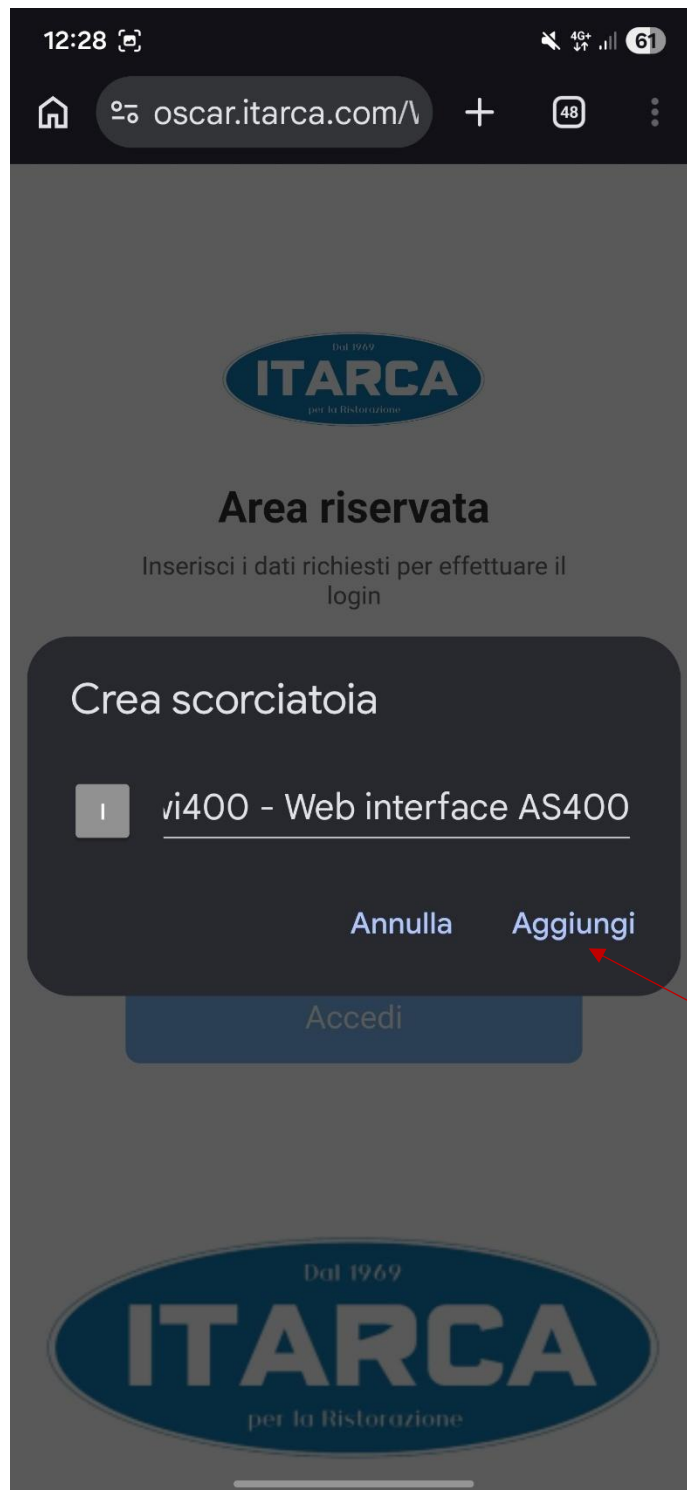 12:28
4G+
61
oscar.itarca.com/
48
Dal 1969
ITARCA
per la Ristorazione
Area riservata
Inserisci i dati richiesti per effettuare il
login
Crea scorciatoia
I
vi400 - Web interface AS400
Annulla Aggiungi
Accedi
Dal 1969
ITARCA
per la Ristorazione